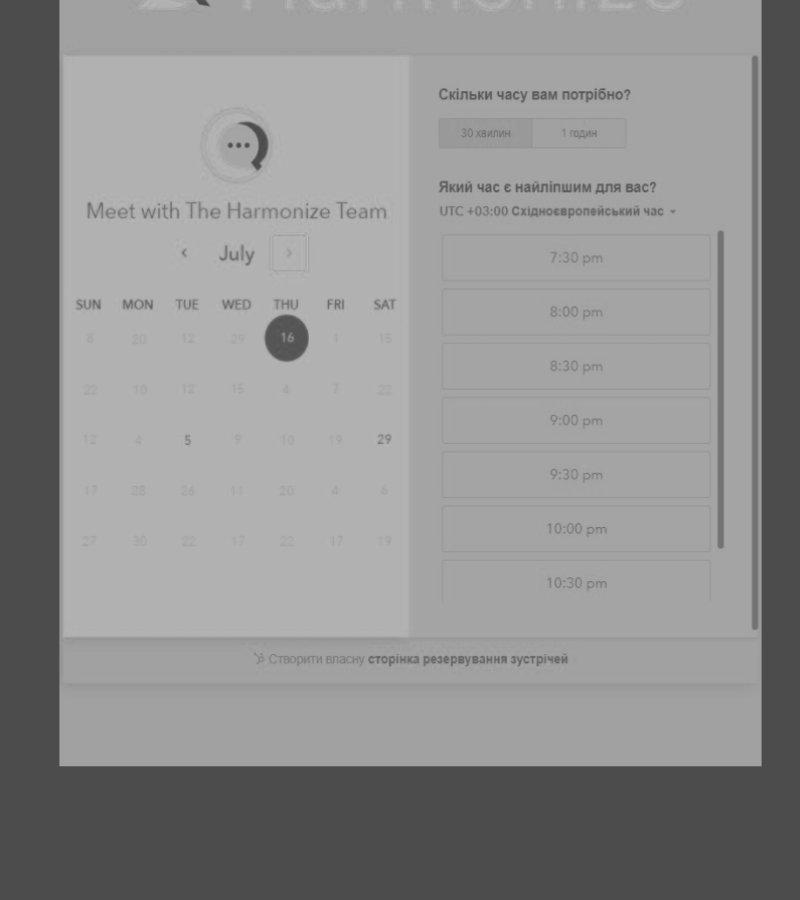 Harmonize
Meet with The Harmonize Team
July
SUN MON TUE WED THU FRI SAT
8 20 12 29 16 1 15
22 10 12 15 4 7 22
12 4 5 9 10 19 29
17 28 26 11 20 4 6
27 30 22 17 22 17 19
Скільки часу вам потрібно?
30 хвилин 1 годин
Який час є найліпшим для вас?
UTC +03:00 Східноєвропейський час
7:30 pm
8:00 pm
8:30 pm
9:00 pm
9:30 pm
10:00 pm
10:30 pm
Створити власну сторінка резервування зустрічей